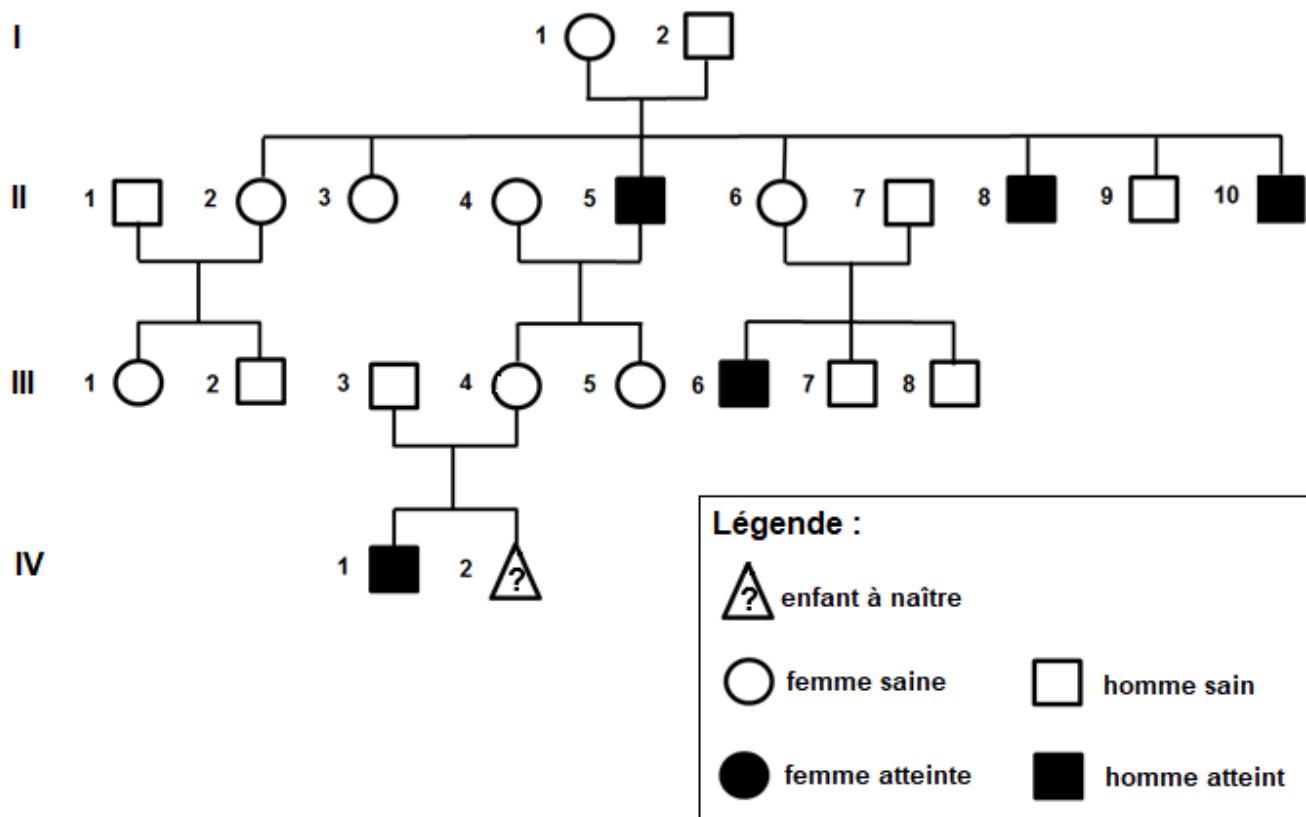 I 1 2
II 1 2 3 4 5 6 7 8 9 10
III 1 2 3 4 5 6 7 8
IV 1 2 ?
Légende :
? enfant à naître
femme saine homme sain
femme atteinte homme atteint